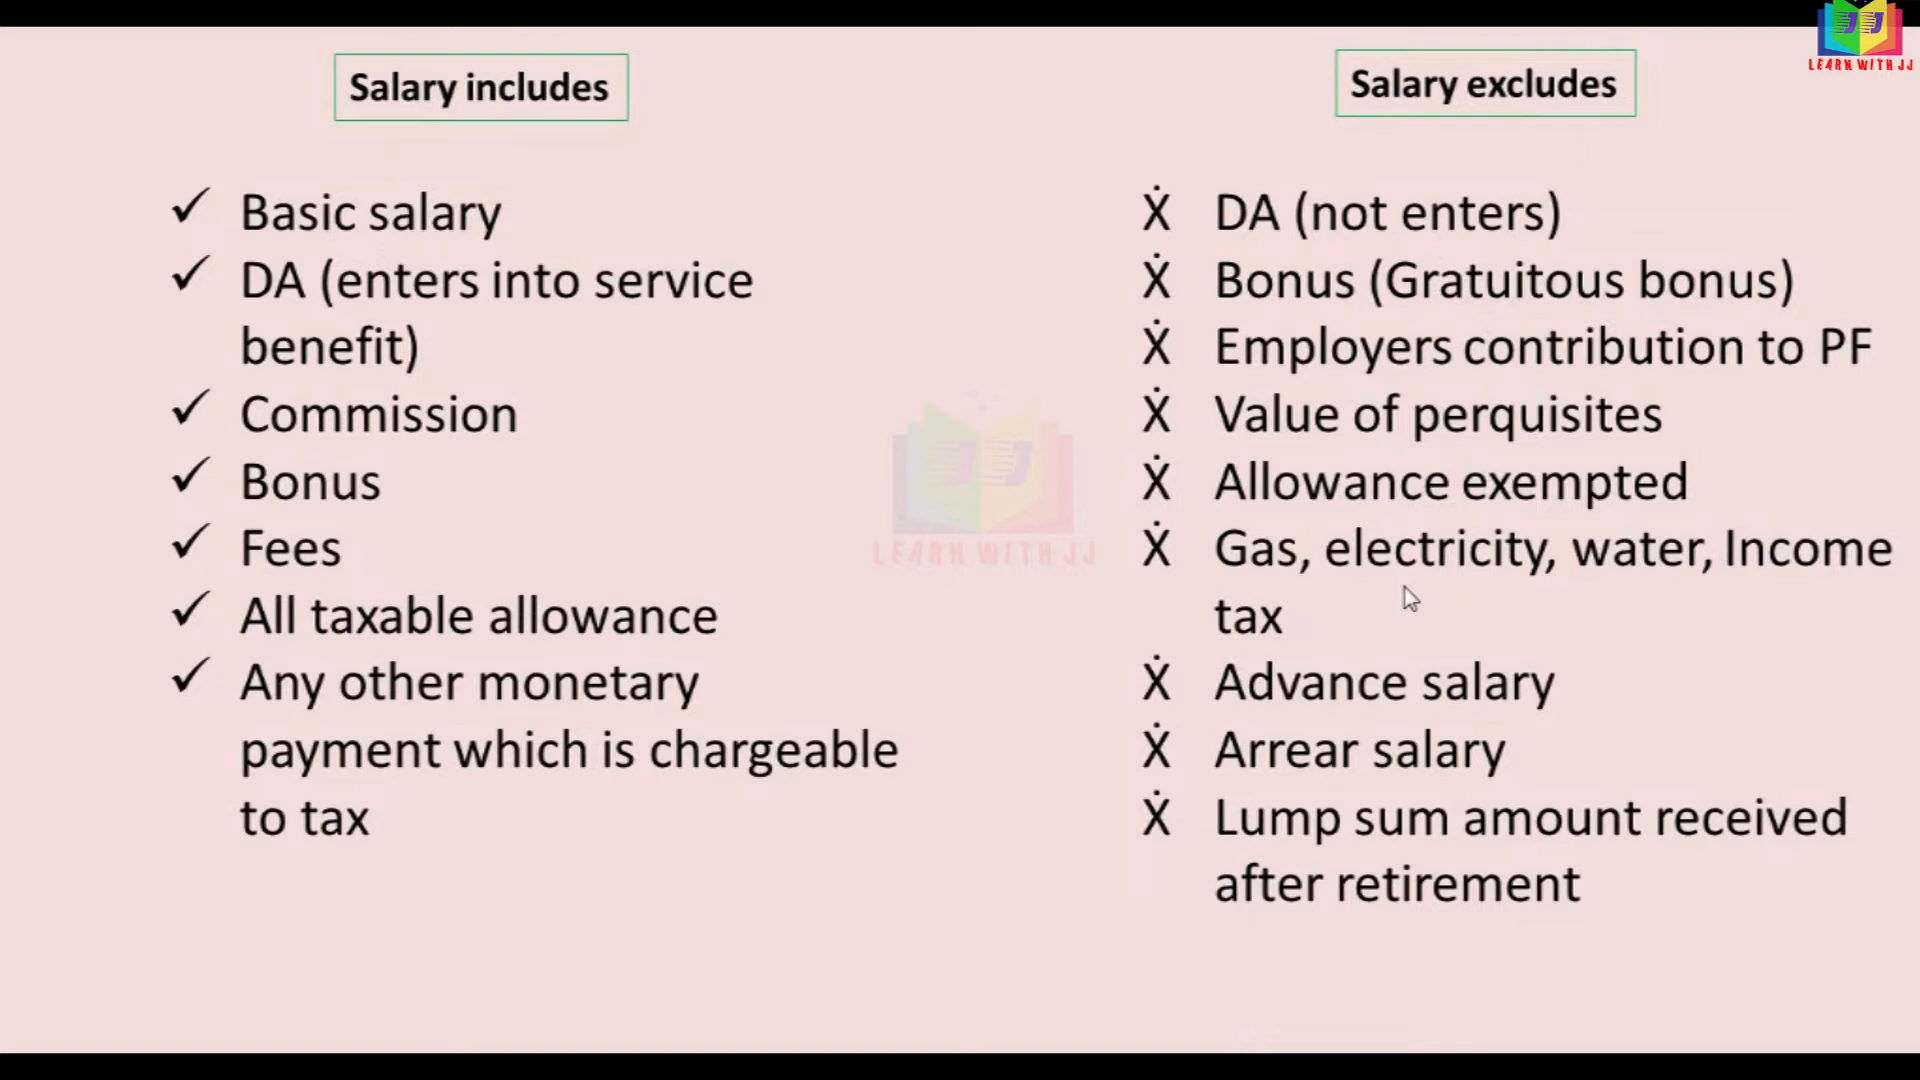 LEARN WITH JJ
Salary includes
✓ Basic salary
✓ DA (enters into service
benefit)
✓ Commission
✓ Bonus
✓ Fees
✓ All taxable allowance
✓ Any other monetary
payment which is chargeable
to tax
LEARN WITH JJ
Salary excludes
Ẋ DA (not enters)
Ẋ Bonus (Gratuitous bonus)
Ẋ Employers contribution to PF
Ẋ Value of perquisites
Ẋ Allowance exempted
Ẋ Gas, electricity, water, Income
tax
Ẋ Advance salary
Ẋ Arrear salary
Ẋ Lump sum amount received
after retirement